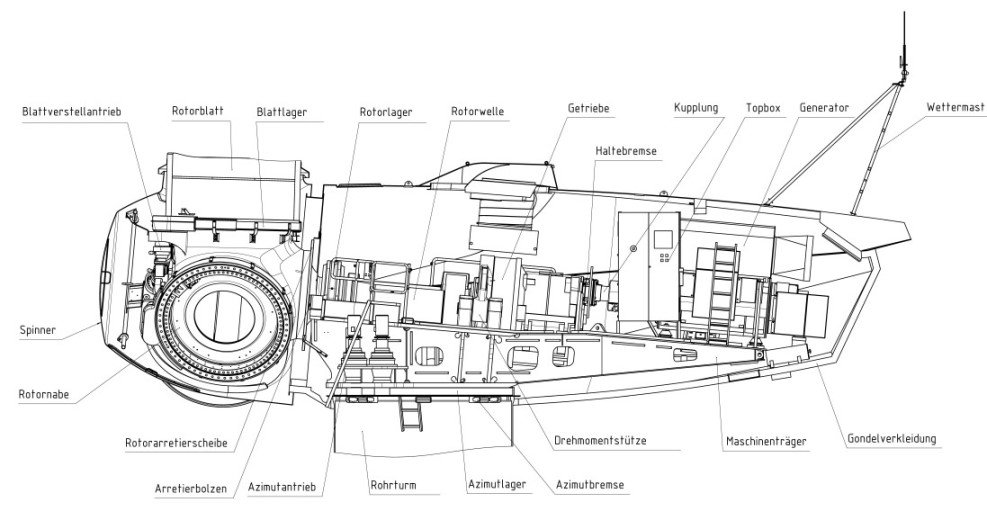 Blattverstellantrieb
Rotorblatt
Blattlager
Rotorlager
Rotorwelle
Getriebe
Kupplung
Topbox
Generator
Wettermast
Haltebremse
Spinner
Rotornabe
Rotorarretierscheibe
Drehmomentstütze
Maschinenträger
Gondelverkleidung
Arretierbolzen
Azimutantrieb
Rohrturm
Azimutlager
Azimutbremse